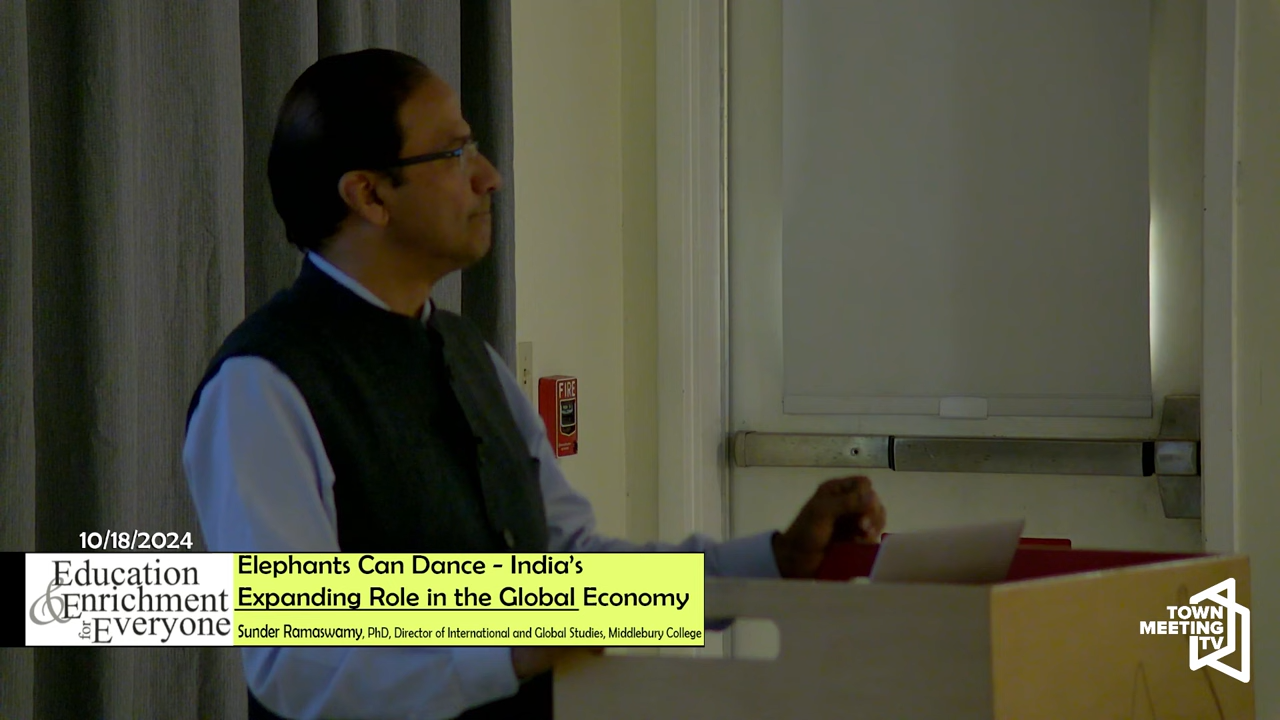 FIRE
10/18/2024
Education
& Enrichment
for Everyone
Elephants Can Dance - India's
Expanding Role in the Global Economy
Sunder Ramaswamy, PhD, Director of International and Global Studies, Middlebury College
TOWN
MEETING
TV